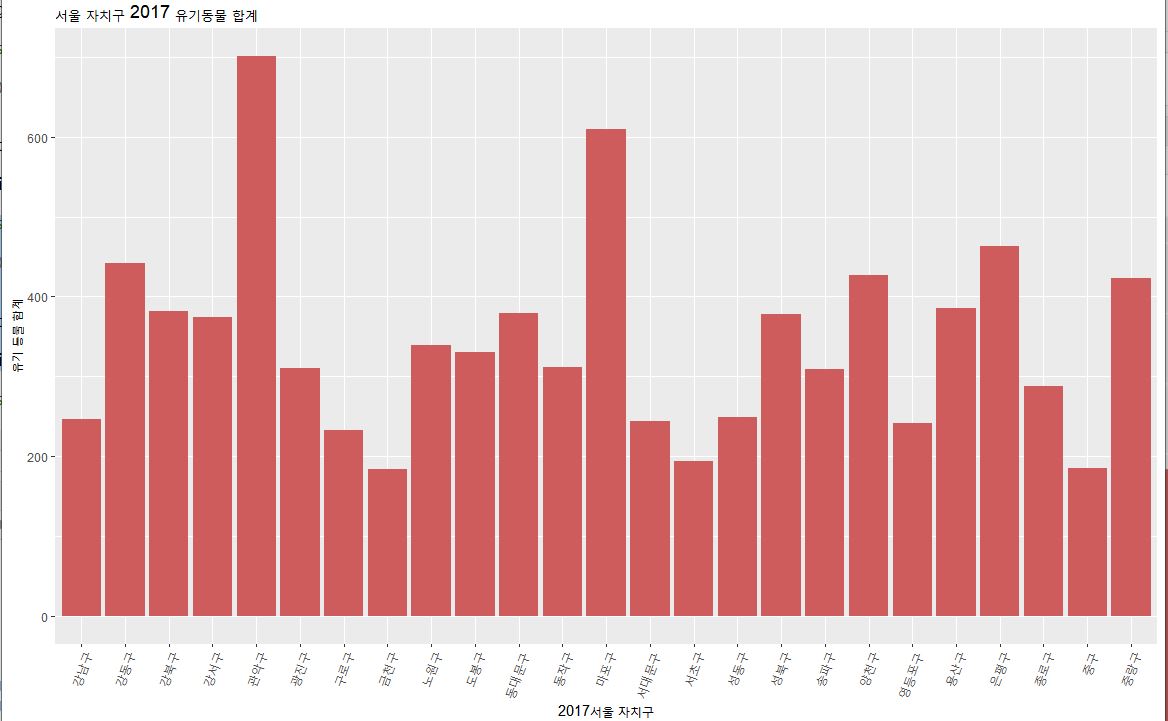 서울 자치구 2017 유기동물 합계
유기 동물 합계
600
400
200
0
강남구
강동구
강북구
강서구
관악구
광진구
구로구
금천구
노원구
도봉구
동대문구
동작구
마포구
서대문구
서초구
성동구
성북구
송파구
양천구
영등포구
용산구
은평구
종로구
중구
중랑구
2017서울 자치구